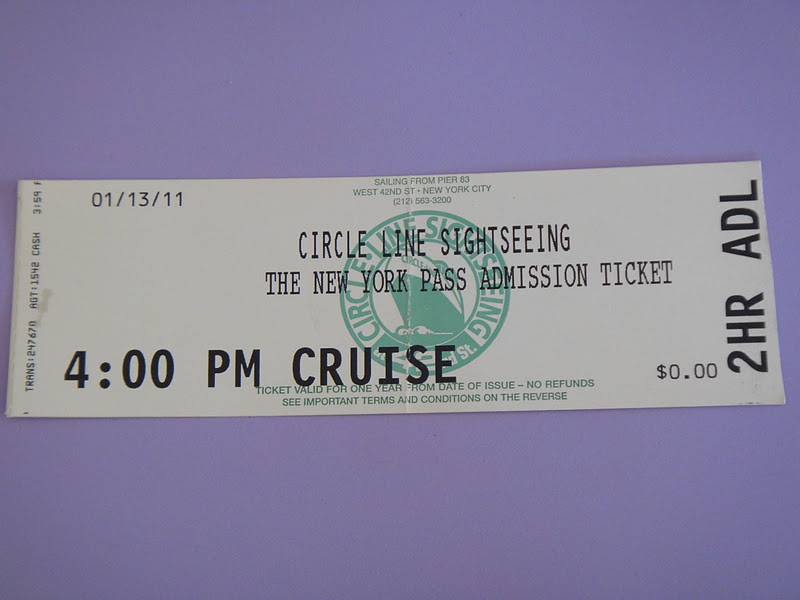 3:59 P
AGT:1542 CASH
TRANS:247670
01/13/11
SAILING FROM PIER 83
WEST 42ND ST • NEW YORK CITY
(212) 563-3200
CIRCLE LINE SIGHTSEEING
THE NEW YORK PASS ADMISSION TICKET
CIRCLE LINE SIGHTSEEING
4:00 PM CRUISE
TICKET VALID FOR ONE YEAR FROM DATE OF ISSUE – NO REFUNDS
SEE IMPORTANT TERMS AND CONDITIONS ON THE REVERSE
$0.00
2HR ADL